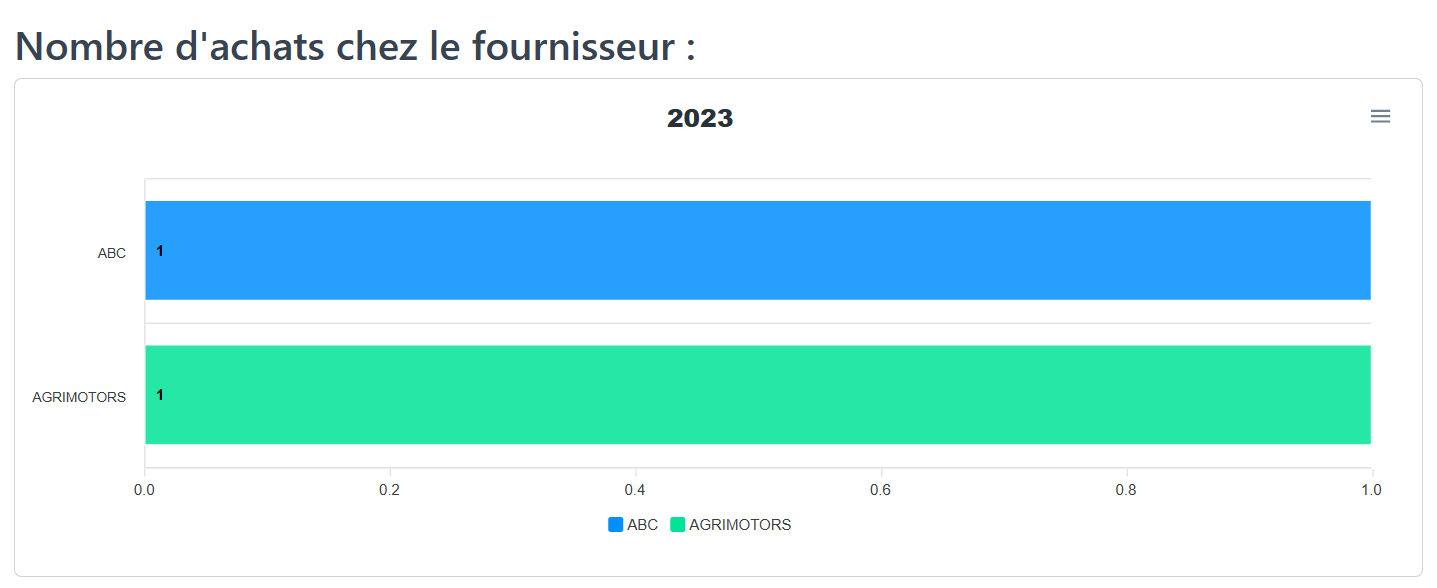 Nombre d'achats chez le fournisseur :
2023
ABC
1
AGRIMOTORS
1
0.0 0.2 0.4 0.6 0.8 1.0
ABC AGRIMOTORS